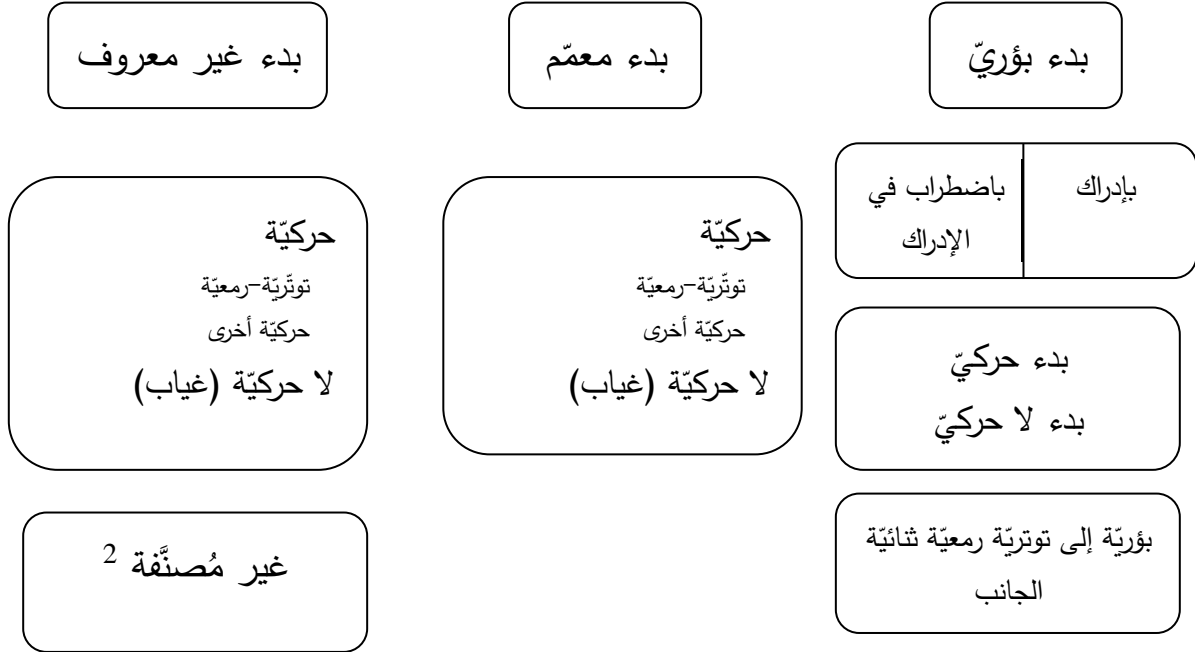 بدء بؤريّ
بدء معمّم
بدء غير معروف
بإدراك
باضطراب في
الإدراك
بدء حركيّ
بدء لا حركيّ
بؤريّة إلى توتريّة رمعيّة ثنائيّة
الجانب
حركيّة
توتّريّة-رمعيّة
حركيّة أخرى
لا حركيّة (غياب)
حركيّة
توتّريّة-رمعيّة
حركيّة أخرى
لا حركيّة (غياب)
غير مُصنَّفة 2